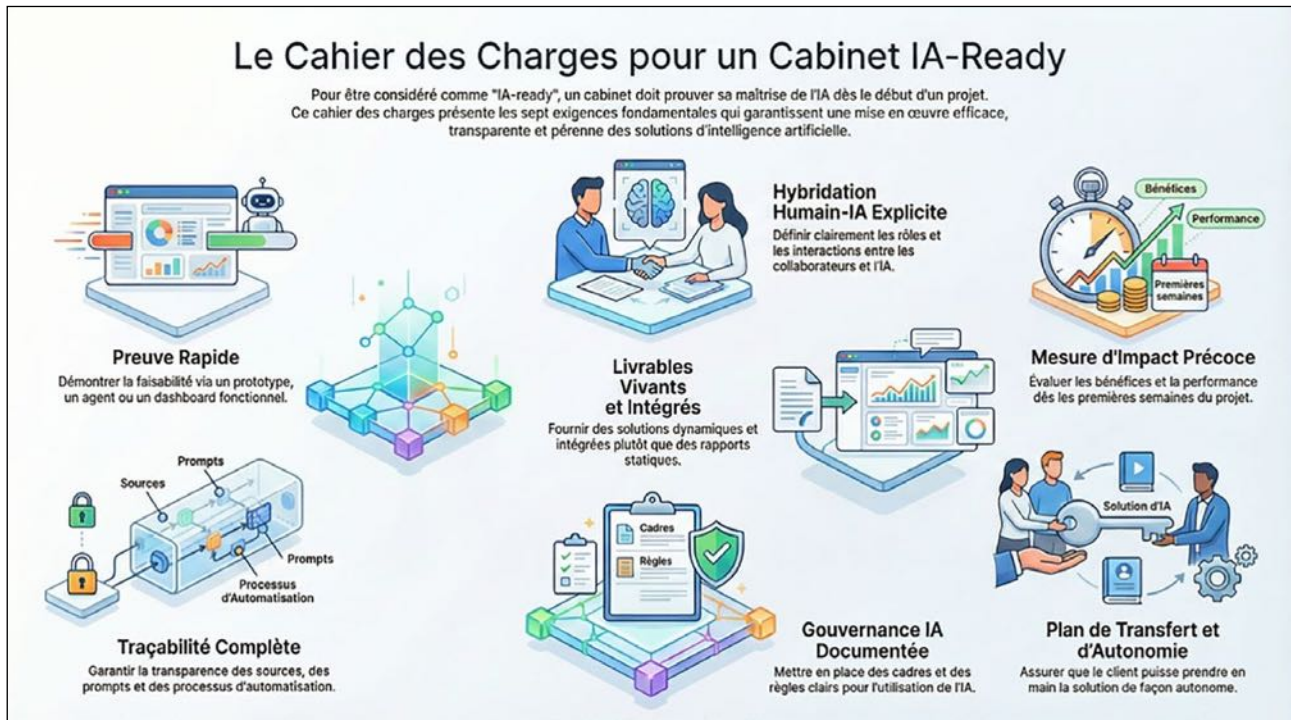 Le Cahier des Charges pour un Cabinet IA-Ready
Pour être considéré comme "IA-ready", un cabinet doit prouver sa maîtrise de l'IA dès le début d'un projet.
Ce cahier des charges présente les sept exigences fondamentales qui garantissent une mise en œuvre efficace,
transparente et pérenne des solutions d'intelligence artificielle.
Preuve Rapide
Démontrer la faisabilité via un prototype,
un agent ou un dashboard fonctionnel.
Hybridation
Humain-IA Explicite
Définir clairement les rôles et
les interactions entre les
collaborateurs et l'IA.
Bénéfices
Performance
Premières
semaines
Mesure d'Impact Précoce
Évaluer les bénéfices et la performance
dès les premières semaines du projet.
Livrables
Vivants
et Intégrés
Fournir des solutions dynamiques et
intégrées plutôt que des rapports
statiques.
Prompts
Sources
Prompts
Processus
d'Automatisation
Traçabilité Complète
Garantir la transparence des sources, des
prompts et des processus d'automatisation.
Cadres
Règles
Gouvernance IA
Documentée
Mettre en place des cadres et des
règles clairs pour l'utilisation de l'IA.
Solution d'IA
Plan de Transfert et
d'Autonomie
Assurer que le client puisse prendre en
main la solution de façon autonome.